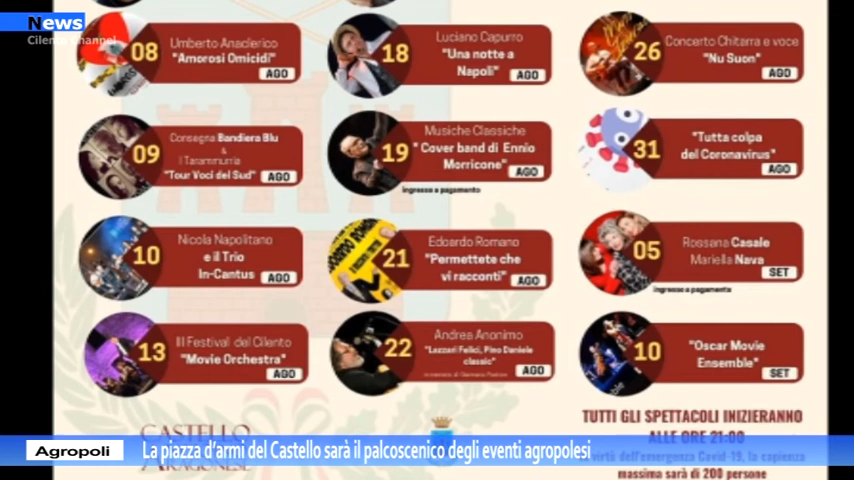 News
Cilento Channel
08
Umberto Anaclerico
"Amorosi Omicidi"
AGO
09
Consegna Bandiera Blu
&
I Tarammurria
"Tour Voci del Sud"
AGO
10
Nicola Napolitano
e il Trio
In-Cantus
AGO
13
III Festival del Cilento
"Movie Orchestra"
AGO
18
Luciano Capurro
"Una notte a
Napoli"
AGO
19
Musiche Classiche
" Cover band di Ennio
Morricone"
AGO
ingresso a pagamento
21
Edoardo Romano
"Permettete che
vi racconti"
AGO
22
Andrea Anonimo
"Lazzari Felici, Pino Daniele
classic"
AGO
26
Concerto Chitarra e voce
"Nu Suon"
AGO
31
"Tutta colpa
del Coronavirus"
AGO
05
Rossana Casale
Mariella Nava
SET
ingresso a pagamento
10
"Oscar Movie
Ensemble"
SET
CASTELLO
ARAGONESE
TUTTI GLI SPETTACOLI INIZIERANNO
ALLE ORE 21:00
virtù dell'emergenza Covid-19, la capienza
massima sarà di 200 persone
Agropoli
La piazza d'armi del Castello sarà il palcoscenico degli eventi agropolesi